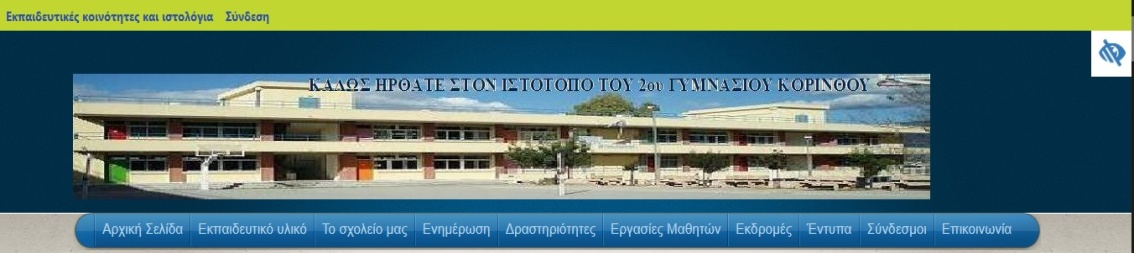 Εκπαιδευτικές κοινότητες και ιστολόγια Σύνδεση
ΚΑΛΩΣ ΗΡΘΑΤΕ ΣΤΟΝ ΙΣΤΟΤΟΠΟ ΤΟΥ 2ου ΓΥΜΝΑΣΙΟΥ ΚΟΡΙΝΘΟΥ
Αρχική Σελίδα Εκπαιδευτικό υλικό Το σχολείο μας Ενημέρωση Δραστηριότητες Εργασίες Μαθητών Εκδρομές Έντυπα Σύνδεσμοι Επικοινωνία